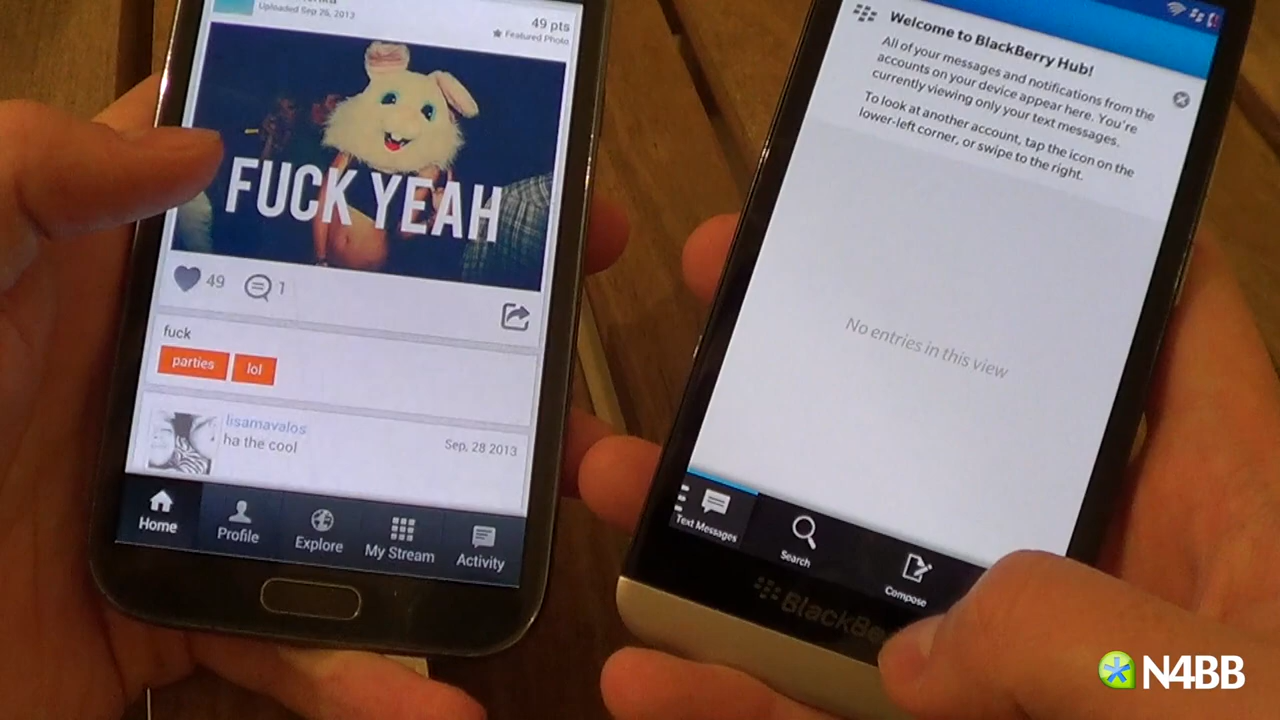 Uploaded Sep 26, 2013
49 pts
Featured Photo
FUCK YEAH
49
1
fuck
parties
lol
lisamavalos
ha the cool
Sep, 28 2013
Home
Profile
Explore
My Stream
Activity
Welcome to BlackBerry Hub!
All of your messages and notifications from the
accounts on your device appear here. You're
currently viewing only your text messages.
To look at another account, tap the icon on the
lower-left corner, or swipe to the right.
No entries in this view
Text Messages
Search
Compose
N4BB